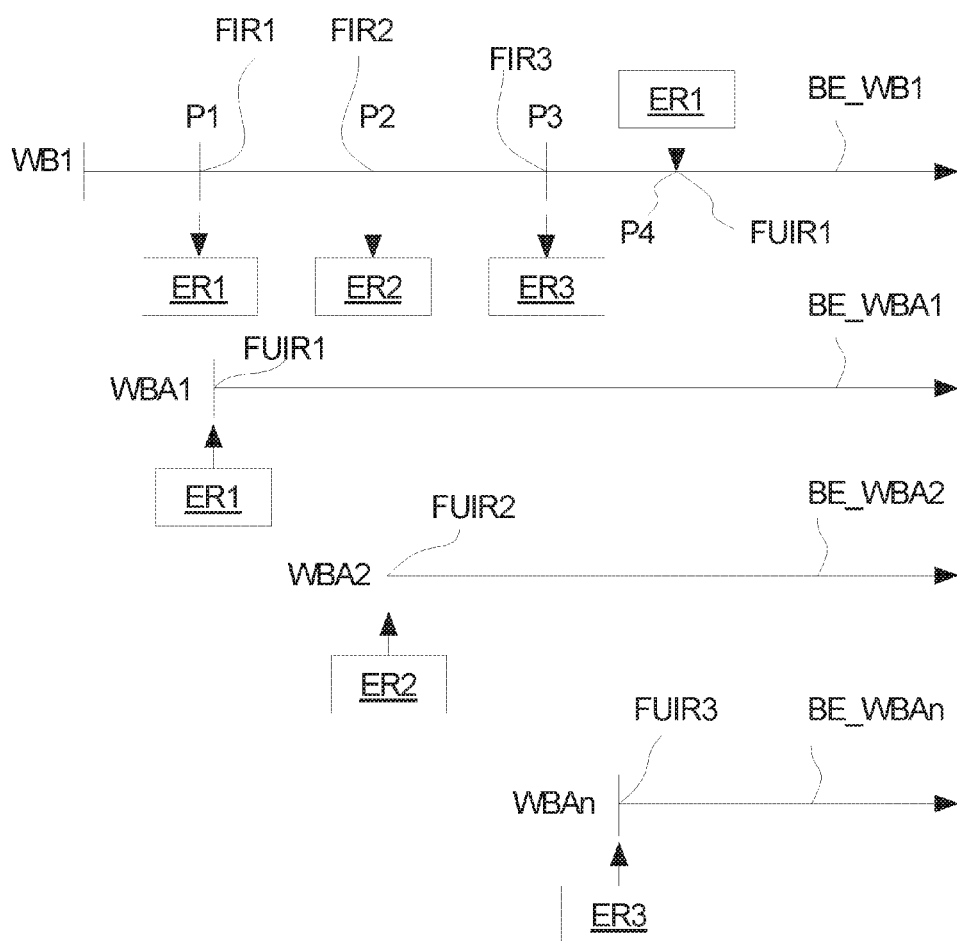 FIR1 FIR2
FIR3
ER1 BE_WB1
P1 P2 P3
WB1
P4 FUIR1
ER1 ER2 ER3
BE_WBA1
FUIR1
WBA1
ER1
FUIR2 BE_WBA2
WBA2
ER2
FUIR3 BE_WBAn
WBAn
ER3